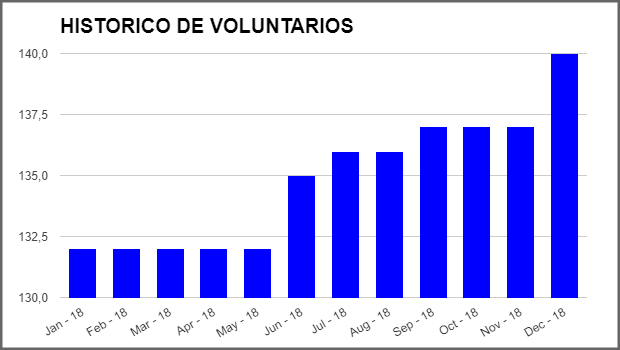 HISTORICO DE VOLUNTARIOS
140,0
137,5
135,0
132,5
130,0
Jan - 18
Feb - 18
Mar - 18
Apr - 18
May - 18
Jun - 18
Jul - 18
Aug - 18
Sep - 18
Oct - 18
Nov - 18
Dec - 18